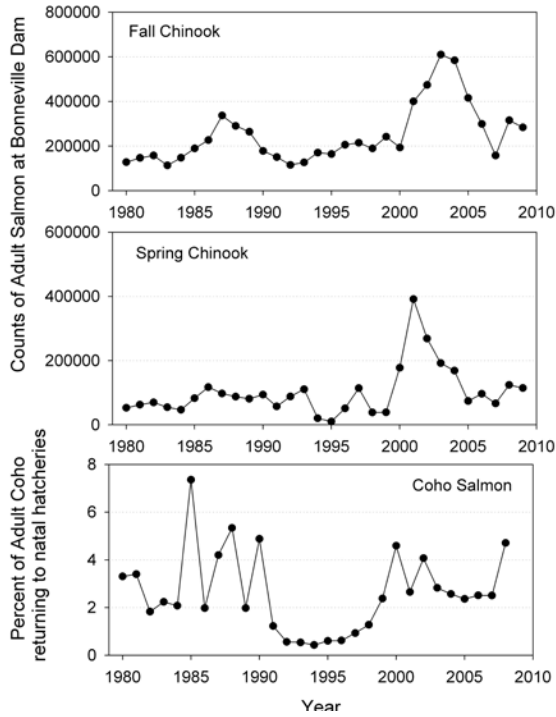 Counts of Adult Salmon at Bonneville Dam
Fall Chinook
800000
600000
400000
200000
0
1980 1985 1990 1995 2000 2005 2010
Spring Chinook
600000
400000
200000
0
1980 1985 1990 1995 2000 2005 2010
Percent of Adult Coho
returning to natal hatcheries
Coho Salmon
8
6
4
2
0
1980 1985 1990 1995 2000 2005 2010
Year